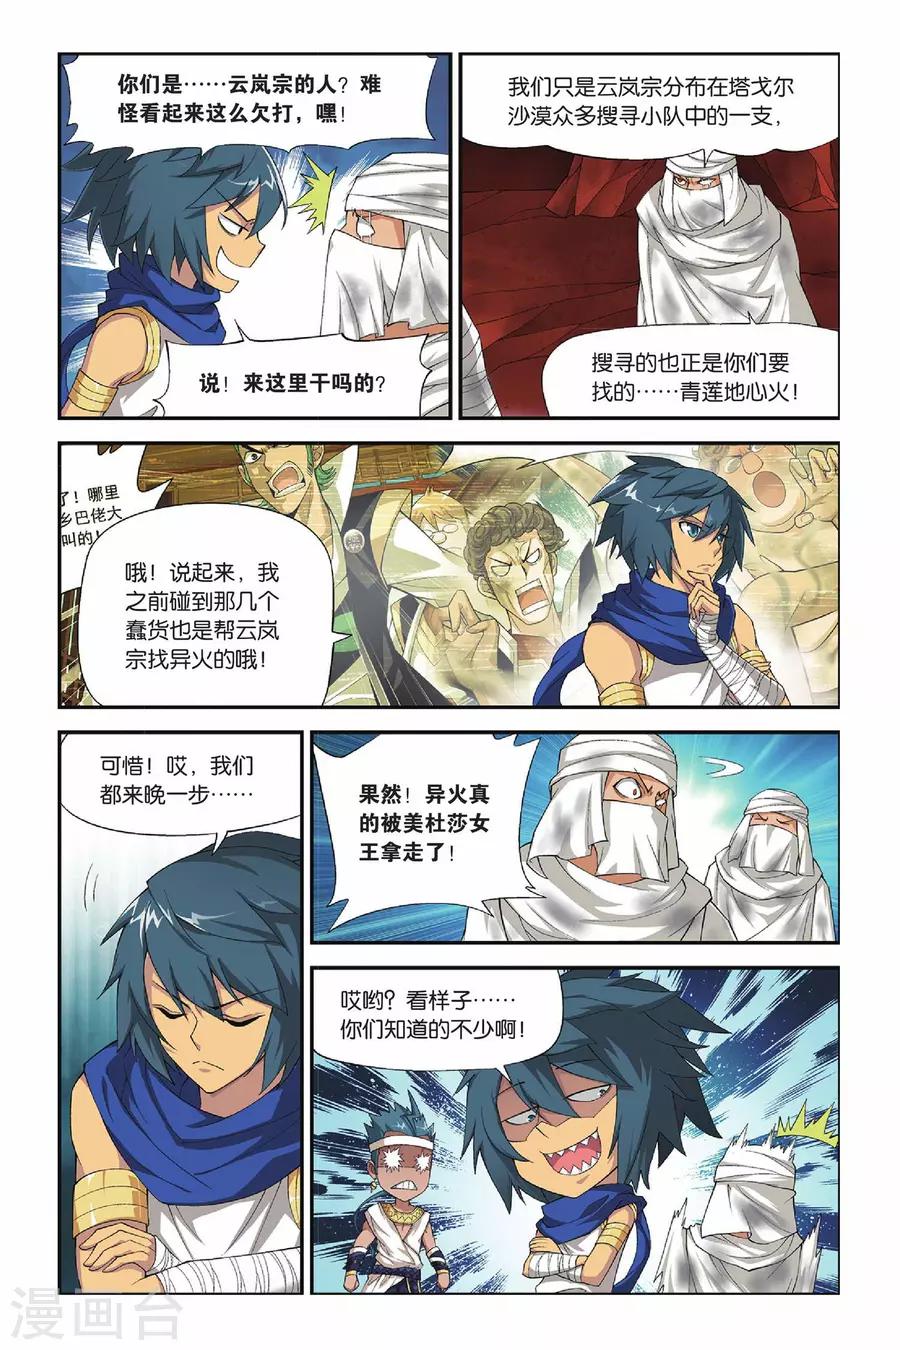 你们是……云岚宗的人？难
怪看起来这么欠打，嘿！
说！来这里干吗的？
我们只是云岚宗分布在塔戈尔
沙漠众多搜寻小队中的一支，
搜寻的也正是你们要
找的……青莲地心火！
了！哪里
乡巴佬大
叫的！
哦！说起来，我
之前碰到那几个
蠢货也是帮云岚
宗找异火的哦！
可惜！哎，我们
都来晚一步……
果然！异火真
的被美杜莎女
王拿走了！
哎哟？看样子……
你们知道的不少啊！
漫画台